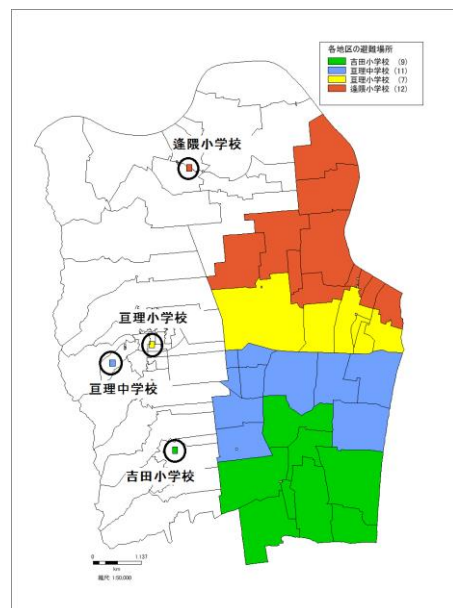 各地区の避難場所
吉田小学校 (9)
亘理中学校 (11)
亘理小学校 (7)
逢隈小学校 (12)
逢隈小学校
亘理小学校
亘理中学校
吉田小学校
0 1.137
km
縮尺 1:50,000